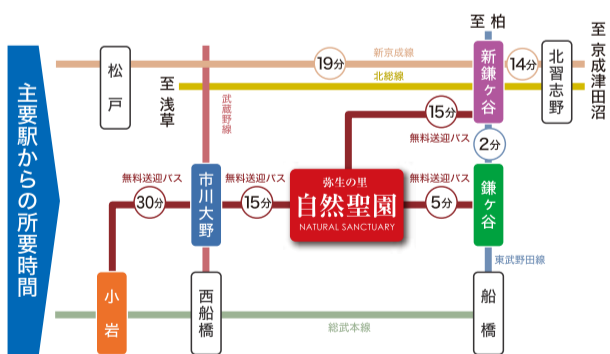 主要駅からの所要時間
至 柏
至 京成津田沼
松戸
新京成線
19分
新鎌ヶ谷
14分
北習志野
至 浅草
北総線
武蔵野線
15分
無料送迎バス
2分
無料送迎バス
30分
市川大野
無料送迎バス
15分
弥生の里
自然聖園
NATURAL SANCTUARY
無料送迎バス
5分
鎌ヶ谷
東武野田線
小岩
西船橋
船橋
総武本線